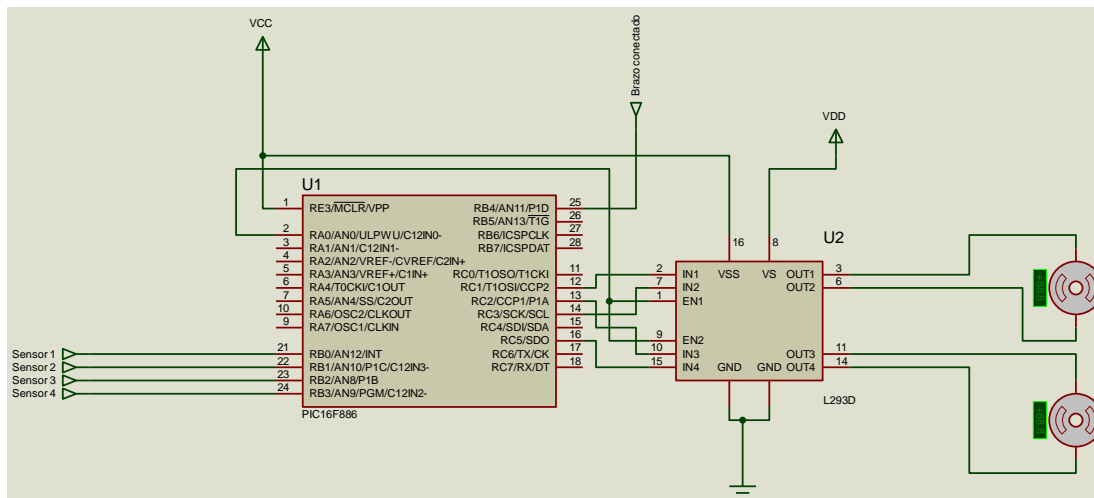 VCC
Brazo conectado
VDD
U1
1
RE3/MCLR/VPP
2
RA0/AN0/ULPWU/C12IN0-
3
RA1/AN1/C12IN1-
4
RA2/AN2/VREF-/CVREF/C2IN+
5
RA3/AN3/VREF+/C1IN+
6
RA4/T0CKI/C1OUT
7
RA5/AN4/SS/C2OUT
10
RA6/OSC2/CLKOUT
9
RA7/OSC1/CLKIN
Sensor 1
21
RB0/AN12/INT
Sensor 2
22
RB1/AN10/P1C/C12IN3-
Sensor 3
23
RB2/AN8/P1B
Sensor 4
24
RB3/AN9/PGM/C12IN2-
RB4/AN11/P1D
25
RB5/AN13/T1G
26
RB6/ICSPCLK
27
RB7/ICSPDAT
28
RC0/T1OSO/T1CKI
11
RC1/T1OSI/CCP2
12
RC2/CCP1/P1A
13
RC3/SCK/SCL
14
RC4/SDI/SDA
15
RC5/SDO
16
RC6/TX/CK
17
RC7/RX/DT
18
PIC16F886
U2
16
8
VSS
VS
2
IN1
7
IN2
1
EN1
9
EN2
10
IN3
15
IN4
OUT1
3
OUT2
6
OUT3
11
OUT4
14
GND
GND
L293D
+88.8
+88.8